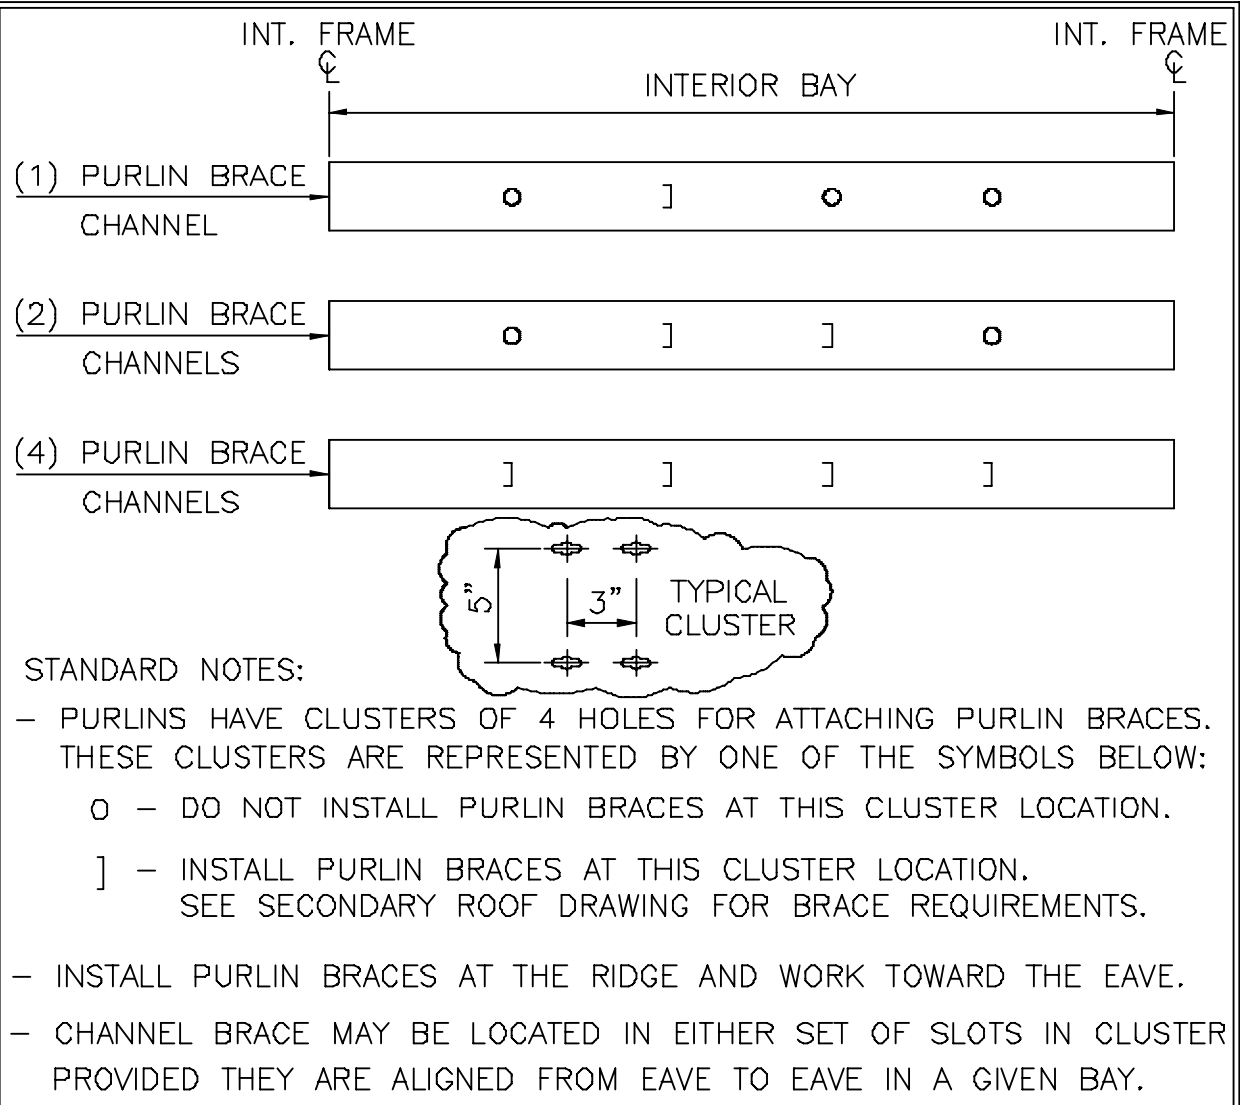 INT. FRAME
INT. FRAME
℄
℄
INTERIOR BAY
(1) PURLIN BRACE
CHANNEL
(2) PURLIN BRACE
CHANNELS
(4) PURLIN BRACE
CHANNELS
5"
3"
TYPICAL
CLUSTER
STANDARD NOTES:
– PURLINS HAVE CLUSTERS OF 4 HOLES FOR ATTACHING PURLIN BRACES.
THESE CLUSTERS ARE REPRESENTED BY ONE OF THE SYMBOLS BELOW:
O – DO NOT INSTALL PURLIN BRACES AT THIS CLUSTER LOCATION.
] – INSTALL PURLIN BRACES AT THIS CLUSTER LOCATION.
SEE SECONDARY ROOF DRAWING FOR BRACE REQUIREMENTS.
– INSTALL PURLIN BRACES AT THE RIDGE AND WORK TOWARD THE EAVE.
– CHANNEL BRACE MAY BE LOCATED IN EITHER SET OF SLOTS IN CLUSTER
PROVIDED THEY ARE ALIGNED FROM EAVE TO EAVE IN A GIVEN BAY.